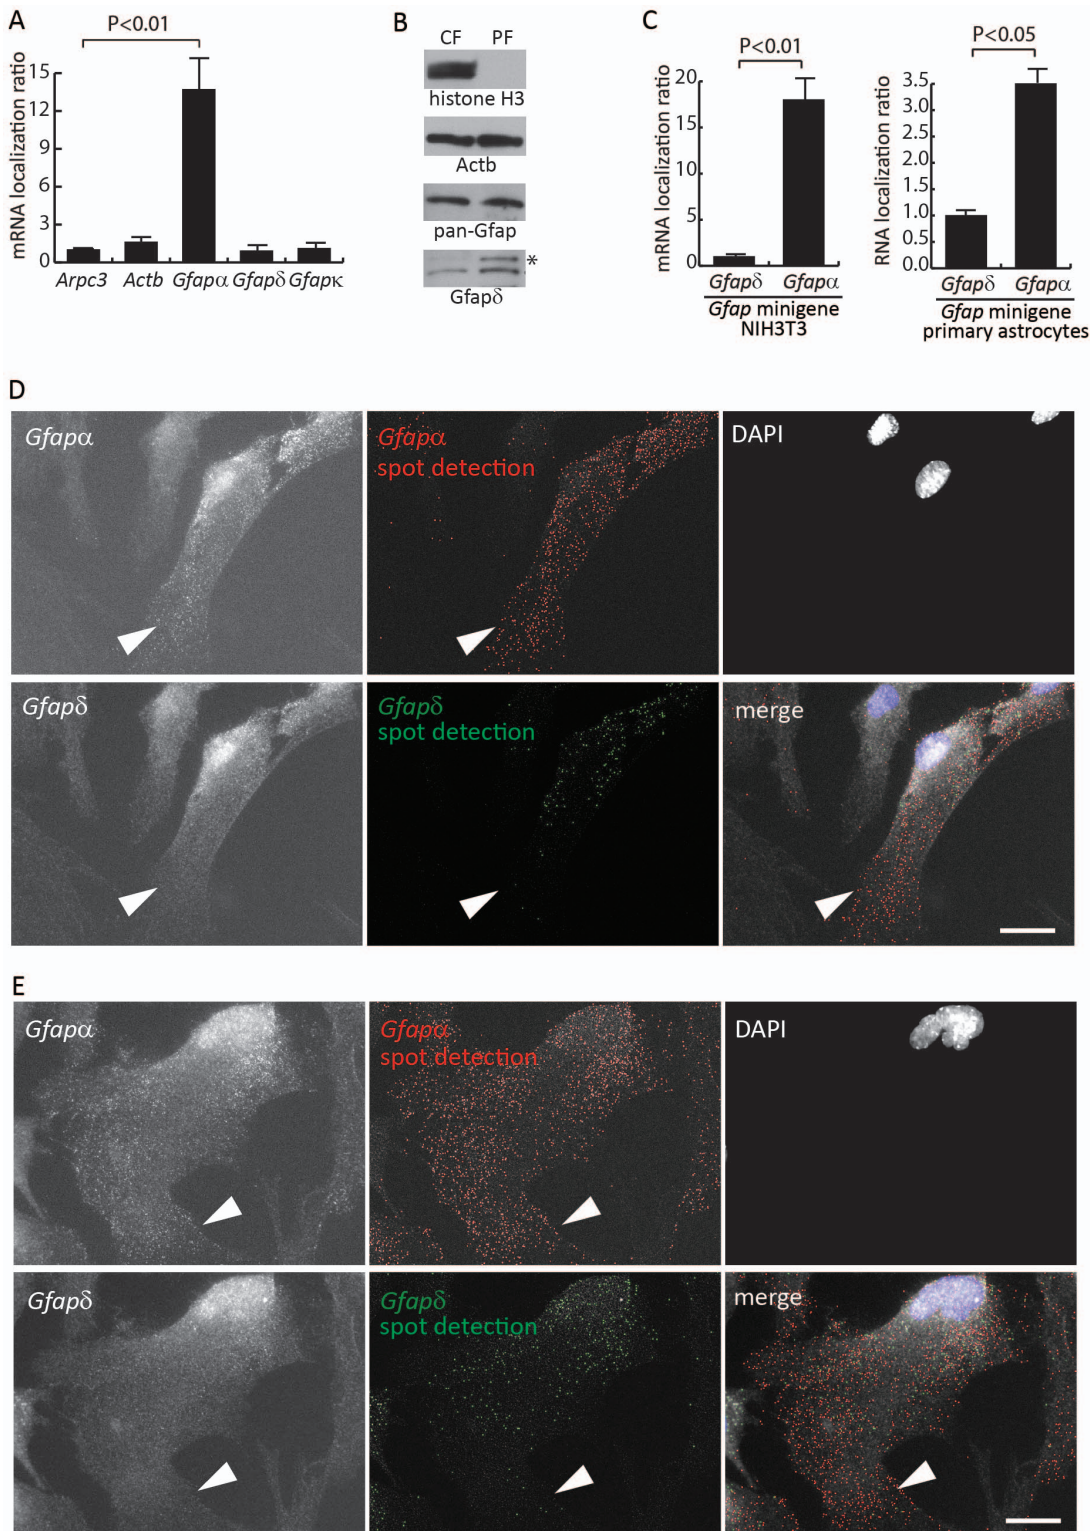 A
P<0.01
mRNA localization ratio
15
12
9
6
3
0
Arpc3 Actb Gfapα Gfapδ Gfapκ
B
CF PF
histone H3
Actb
pan-Gfap
*
Gfapδ
C
P<0.01
mRNA localization ratio
20
15
10
5
0
Gfapδ Gfapα
Gfap minigene
NIH3T3
P<0.05
RNA localization ratio
3.5
3.0
2.5
2.0
1.5
1.0
0.5
0.0
Gfapδ Gfapα
Gfap minigene
primary astrocytes
D
Gfapα
Gfapα
spot detection
DAPI
Gfapδ
Gfapδ
spot detection
merge
E
Gfapα
Gfapα
spot detection
DAPI
Gfapδ
Gfapδ
spot detection
merge